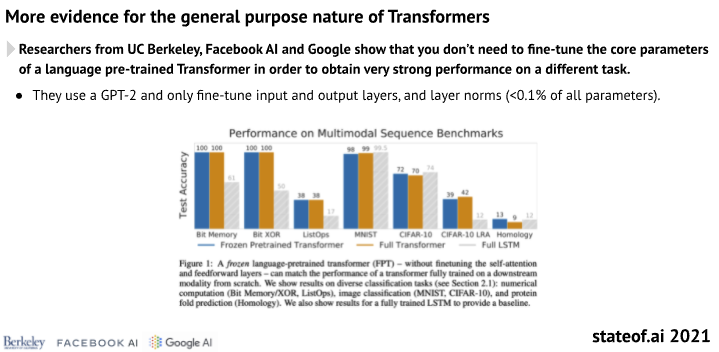 More evidence for the general purpose nature of Transformers
Researchers from UC Berkeley, Facebook AI and Google show that you don't need to fine-tune the core parameters
of a language pre-trained Transformer in order to obtain very strong performance on a different task.
● They use a GPT-2 and only fine-tune input and output layers, and layer norms (<0.1% of all parameters).
Performance on Multimodal Sequence Benchmarks
Test Accuracy
100 100 61
100 100 50
38 38 17
98 99 99.5
72 70 74
39 42 12
13 9 12
Bit Memory Bit XOR ListOps MNIST CIFAR-10 CIFAR-10 LRA Homology
Frozen Pretrained Transformer Full Transformer Full LSTM
Figure 1: A frozen language-pretrained transformer (FPT) – without finetuning the self-attention
and feedforward layers – can match the performance of a transformer fully trained on a downstream
modality from scratch. We show results on diverse classification tasks (see Section 2.1): numerical
computation (Bit Memory/XOR, ListOps), image classification (MNIST, CIFAR-10), and protein
fold prediction (Homology). We also show results for a fully trained LSTM to provide a baseline.
Berkeley FACEBOOK AI Google AI
stateof.ai 2021